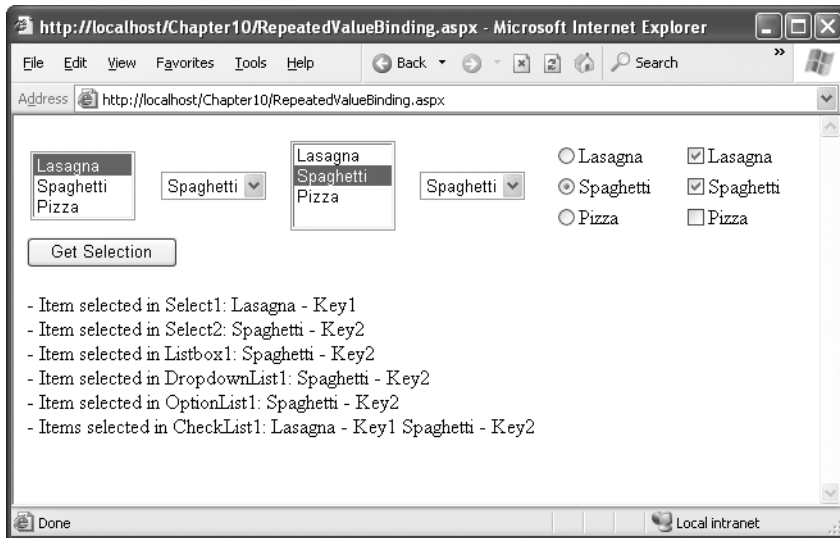 http://localhost/Chapter10/RepeatedValueBinding.aspx - Microsoft Internet Explorer
File Edit View Favorites Tools Help Back Search »
Address http://localhost/Chapter10/RepeatedValueBinding.aspx
Lasagna
Spaghetti
Pizza
Spaghetti
Lasagna
Spaghetti
Pizza
Spaghetti
Lasagna
Spaghetti
Pizza
Lasagna
Spaghetti
Pizza
Get Selection
- Item selected in Select1: Lasagna - Key1
- Item selected in Select2: Spaghetti - Key2
- Item selected in Listbox1: Spaghetti - Key2
- Item selected in DropdownList1: Spaghetti - Key2
- Item selected in OptionList1: Spaghetti - Key2
- Items selected in CheckList1: Lasagna - Key1 Spaghetti - Key2
Done Local intranet